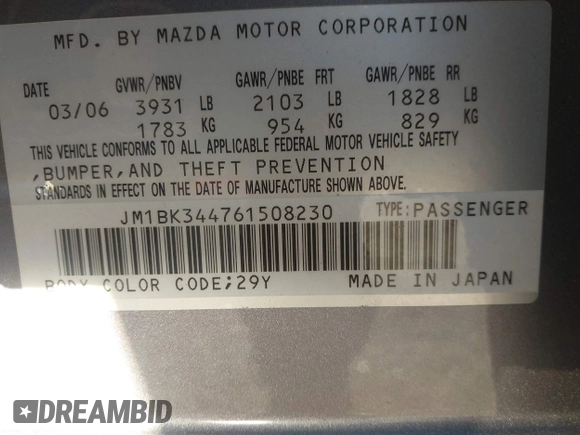 MFD. BY MAZDA MOTOR CORPORATION
DATE GVWR/PNBV GAWR/PNBE FRT GAWR/PNBE RR
03/06 3931 LB 2103 LB 1828 LB
1783 KG 954 KG 829 KG
THIS VEHICLE CONFORMS TO ALL APPLICABLE FEDERAL MOTOR VEHICLE SAFETY
,BUMPER,AND THEFT PREVENTION
STANDARDS IN EFFECT ON THE DATE OF MANUFACTURE SHOWN ABOVE.
JM1BK344761508230 TYPE:PASSENGER
BODY COLOR CODE;29Y MADE IN JAPAN
DREAMBID